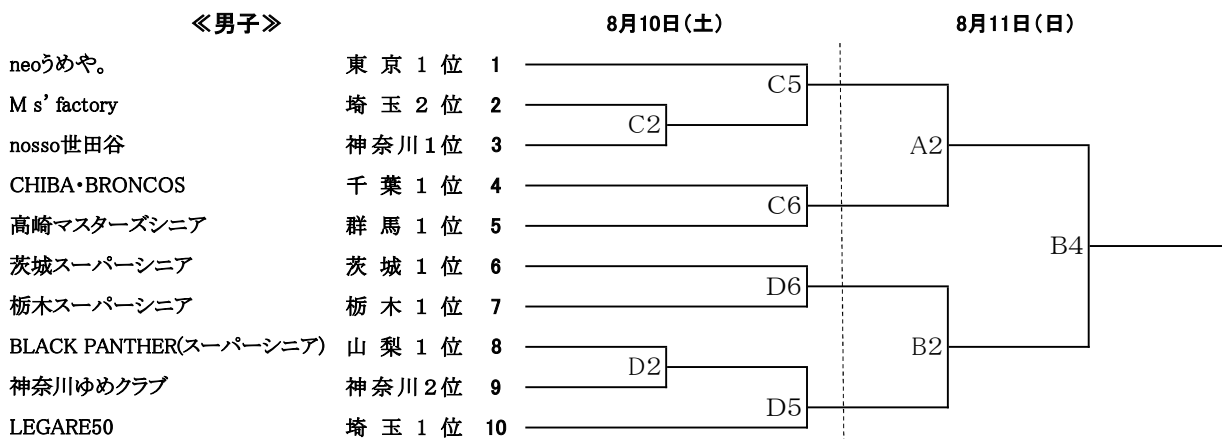 ≪男子≫ 8月10日(土) 8月11日(日)
neoうめや。 東京1位 1
C5
M s’ factory 埼玉2位 2
C2
nosso世田谷 神奈川1位 3
A2
CHIBA・BRONCOS 千葉1位 4
C6
高崎マスターズシニア 群馬1位 5
B4
茨城スーパーシニア 茨城1位 6
D6
栃木スーパーシニア 栃木1位 7
BLACK PANTHER(スーパーシニア) 山梨1位 8
B2
D2
神奈川ゆめクラブ 神奈川2位 9
D5
LEGARE50 埼玉1位 10